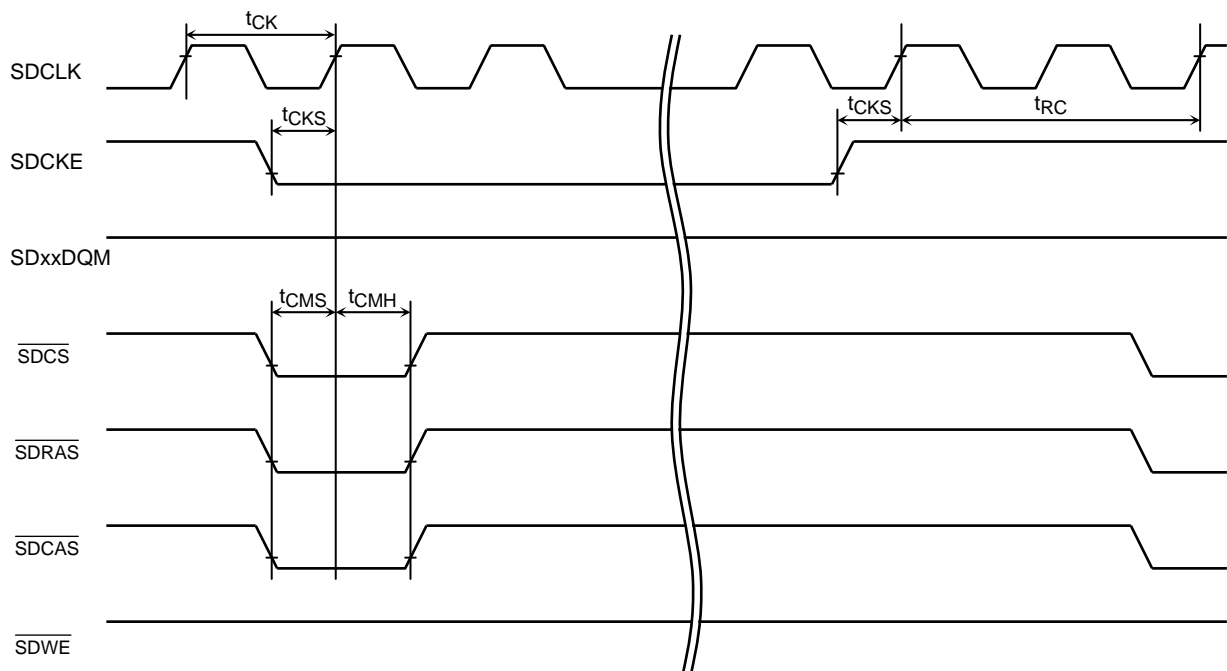 tCK
SDCLK
tCKS
tCKS
tRC
SDCKE
SDxxDQM
tCMS
tCMH
SDCS
SDRAS
SDCAS
SDWE